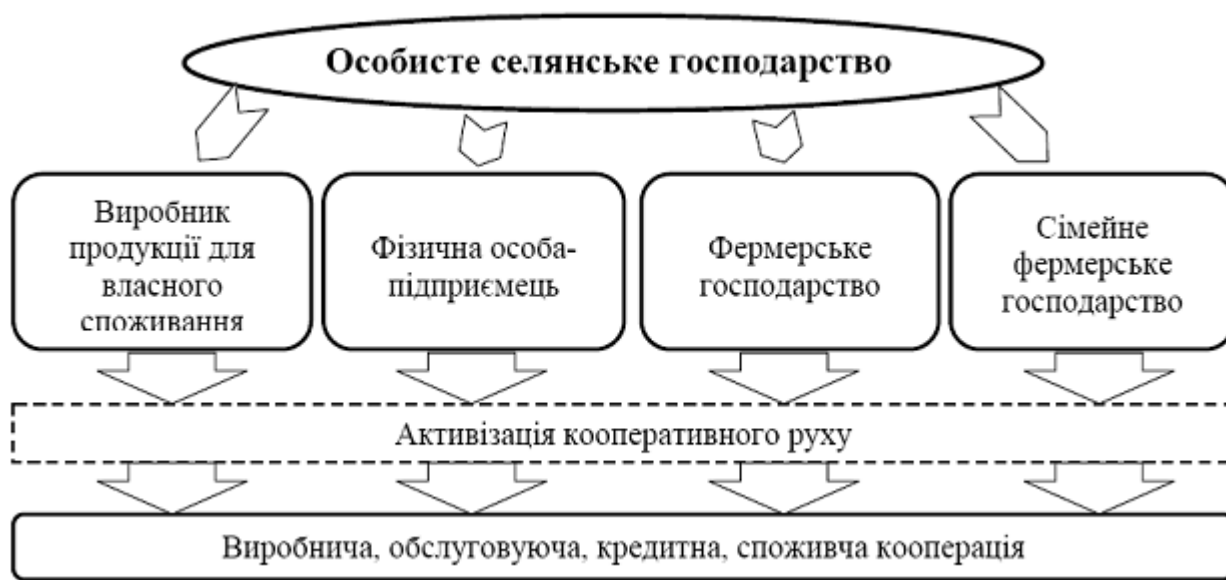 Особисте селянське господарство
Виробник
продукції для
власного
споживання
Фізична особа-
підприємець
Фермерське
господарство
Сімейне
фермерське
господарство
Активізація кооперативного руху
Виробнича, обслуговуюча, кредитна, споживча кооперація